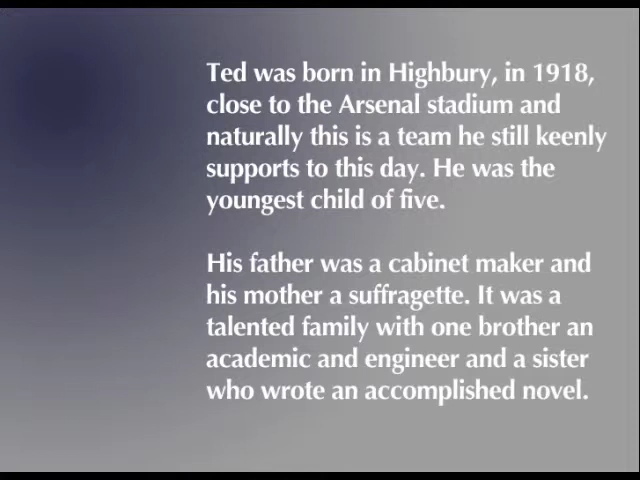 Ted was born in Highbury, in 1918,
close to the Arsenal stadium and
naturally this is a team he still keenly
supports to this day. He was the
youngest child of five.
His father was a cabinet maker and
his mother a suffragette. It was a
talented family with one brother an
academic and engineer and a sister
who wrote an accomplished novel.